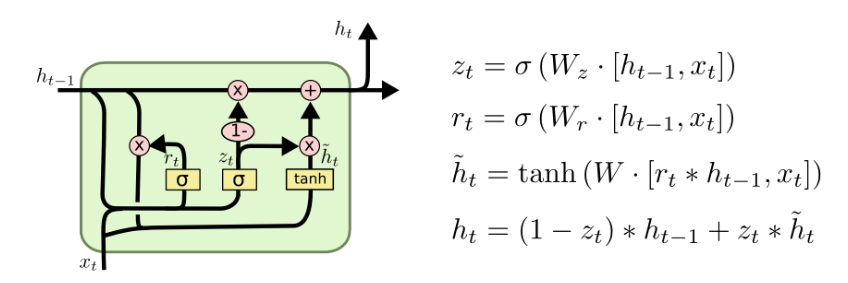 h_t
h_{t−1}
x + 
1-
x r_t z_t x h̃_t
σ σ tanh
x_t
z_t = σ (W_z · [h_{t−1}, x_t])
r_t = σ (W_r · [h_{t−1}, x_t])
h̃_t = tanh (W · [r_t * h_{t−1}, x_t])
h_t = (1 − z_t) * h_{t−1} + z_t * h̃_t